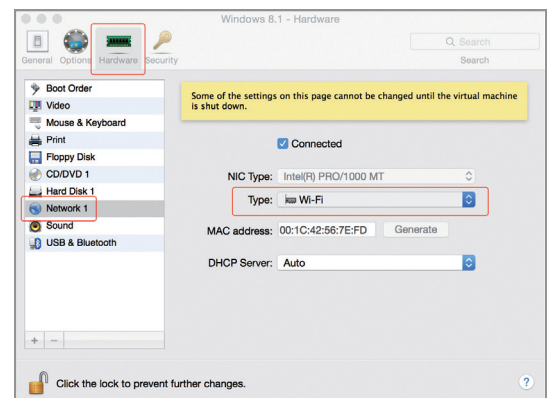 Windows 8.1 - Hardware
General Options Hardware Security
Search
Search
Boot Order
Video
Mouse & Keyboard
Print
Floppy Disk
CD/DVD 1
Hard Disk 1
Network 1
Sound
USB & Bluetooth
+ −
Some of the settings on this page cannot be changed until the virtual machine
is shut down.
Connected
NIC Type: Intel(R) PRO/1000 MT
Type: Wi-Fi
MAC address: 00:1C:42:56:7E:FD Generate
DHCP Server: Auto
Click the lock to prevent further changes.
?